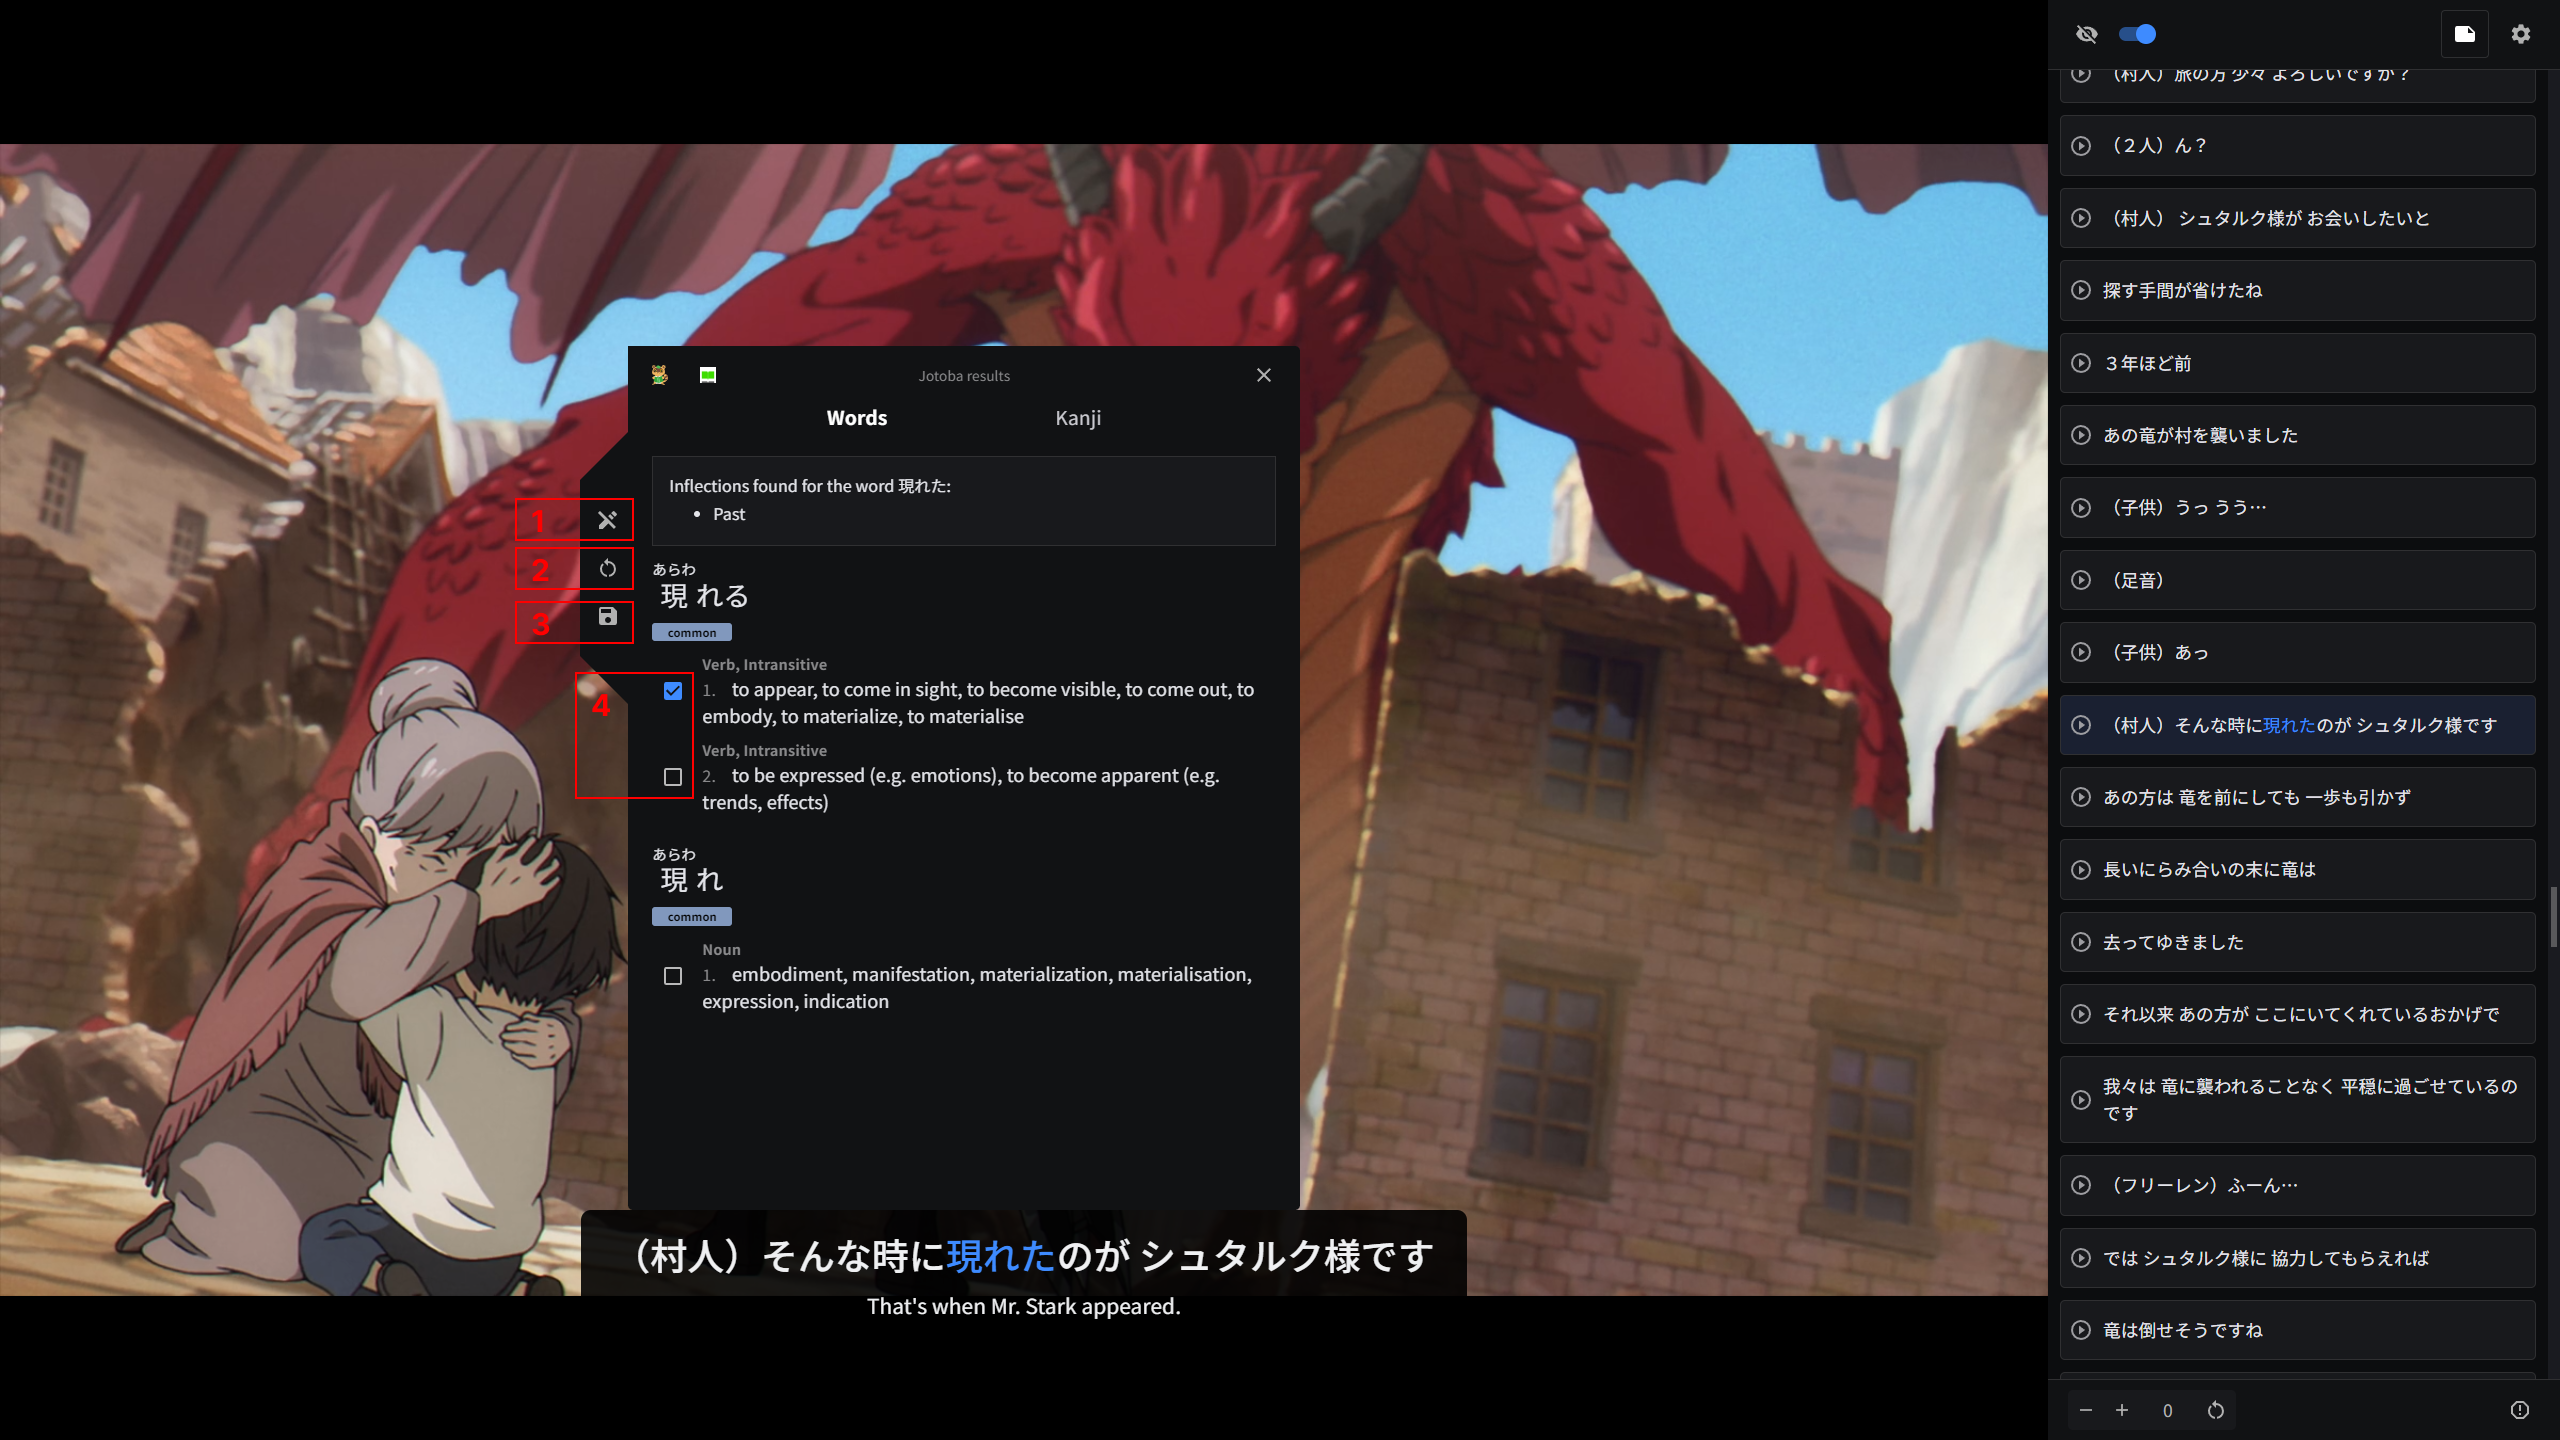 Jotoba results
Words
Kanji
Inflections found for the word 現れた:
• Past
1
2
3
4
あらわ
現れる
common
Verb, Intransitive
1. to appear, to come in sight, to become visible, to come out, to
embody, to materialize, to materialise
Verb, Intransitive
2. to be expressed (e.g. emotions), to become apparent (e.g.
trends, effects)
あらわ
現れ
common
Noun
1. embodiment, manifestation, materialization, materialisation,
expression, indication
（村人）そんな時に現れたのが シュタルク様です
That's when Mr. Stark appeared.
（村人）旅の方 少々 よろしいですか？
（２人）ん？
（村人） シュタルク様が お会いしたいと
探す手間が省けたね
３年ほど前
あの竜が村を襲いました
（子供）うっ うう…
（足音）
（子供）あっ
（村人）そんな時に現れたのが シュタルク様です
あの方は 竜を前にしても 一歩も引かず
長いにらみ合いの末に竜は
去ってゆきました
それ以来 あの方が ここにいてくれているおかげで
我々は 竜に襲われることなく 平穏に過ごせているの
です
（フリーレン）ふーん…
では シュタルク様に 協力してもらえれば
竜は倒せそうですね
0